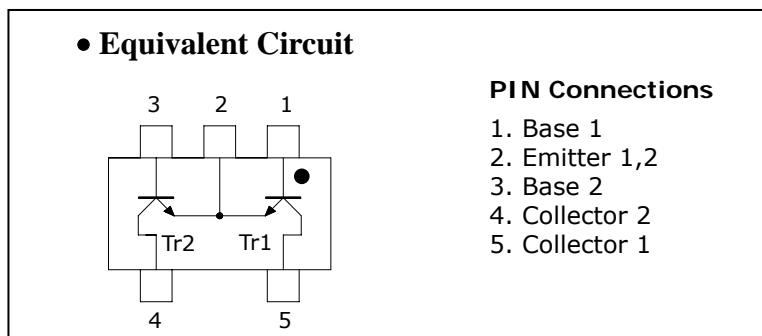 • Equivalent Circuit
3 2 1
Tr2 Tr1
4 5
PIN Connections
1. Base 1
2. Emitter 1,2
3. Base 2
4. Collector 2
5. Collector 1